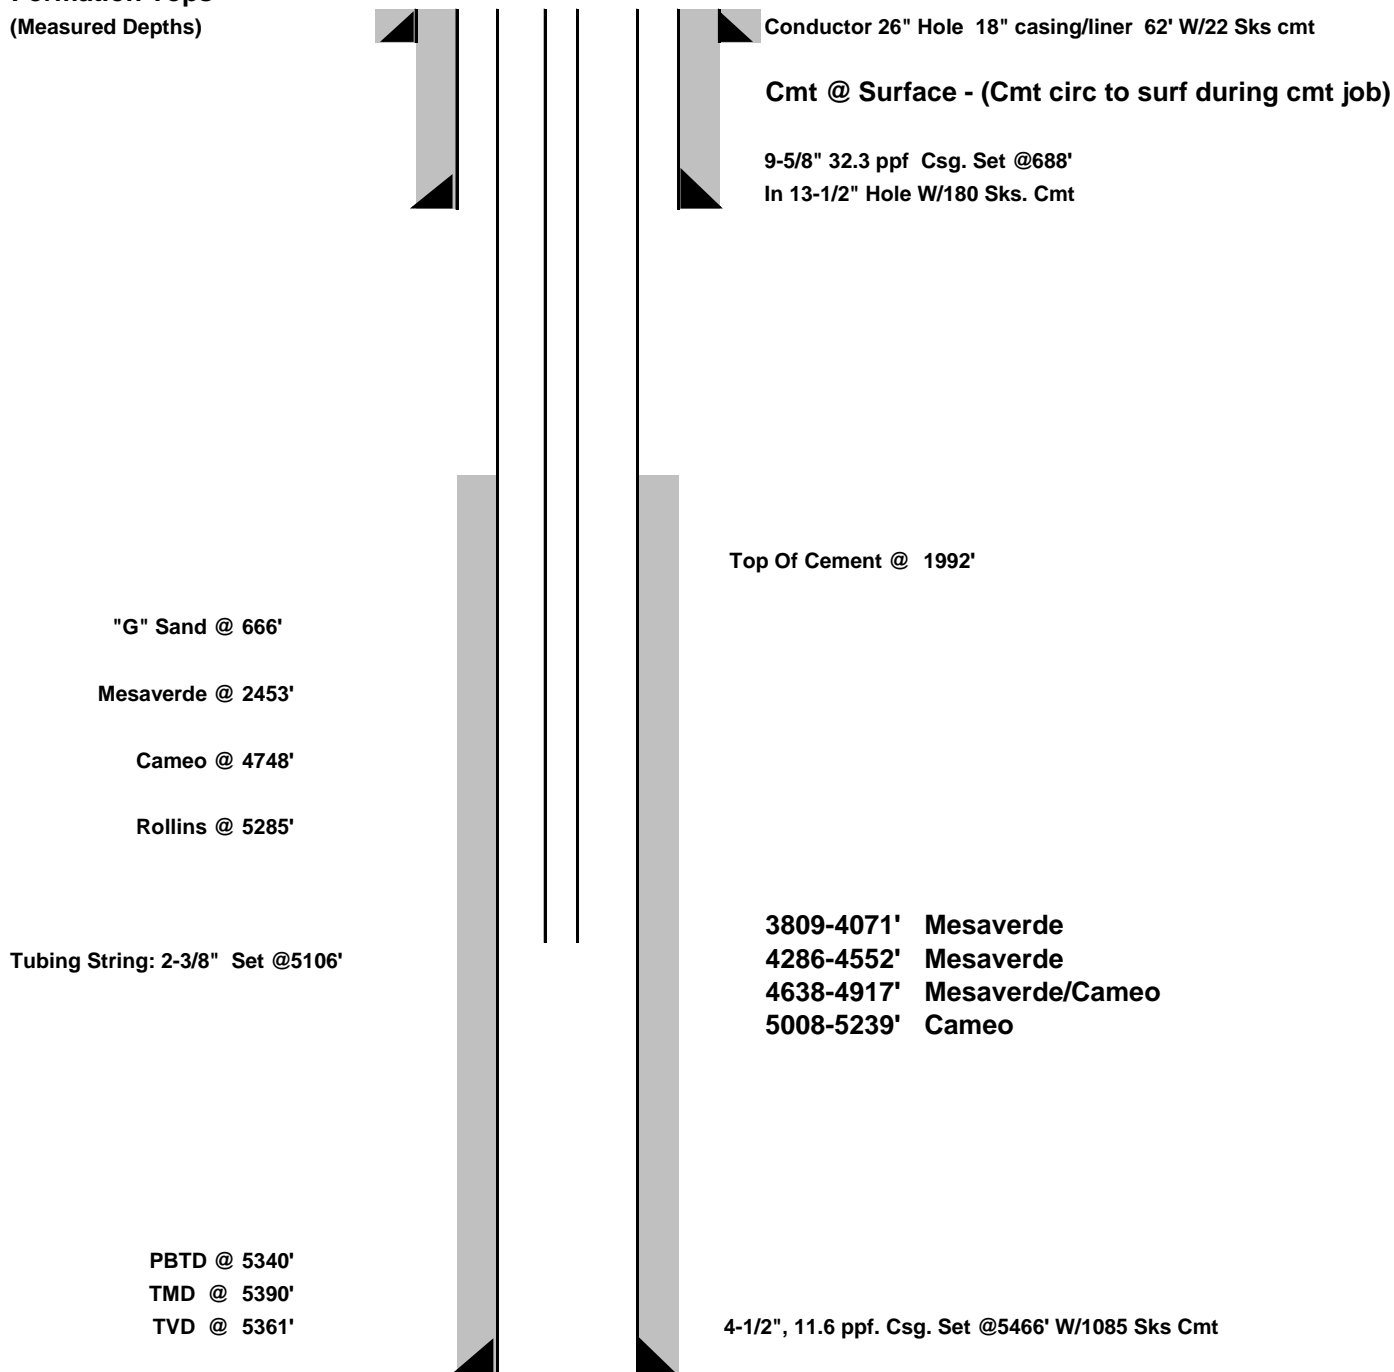 (Measured Depths)
Conductor 26" Hole 18" casing/liner 62' W/22 Sks cmt
Cmt @ Surface - (Cmt circ to surf during cmt job)
9-5/8" 32.3 ppf Csg. Set @688'
In 13-1/2" Hole W/180 Sks. Cmt
Top Of Cement @ 1992'
"G" Sand @ 666'
Mesaverde @ 2453'
Cameo @ 4748'
Rollins @ 5285'
3809-4071' Mesaverde
Tubing String: 2-3/8" Set @5106'
4286-4552' Mesaverde
4638-4917' Mesaverde/Cameo
5008-5239' Cameo
PBTD @ 5340'
TMD @ 5390'
TVD @ 5361'
4-1/2", 11.6 ppf. Csg. Set @5466' W/1085 Sks Cmt